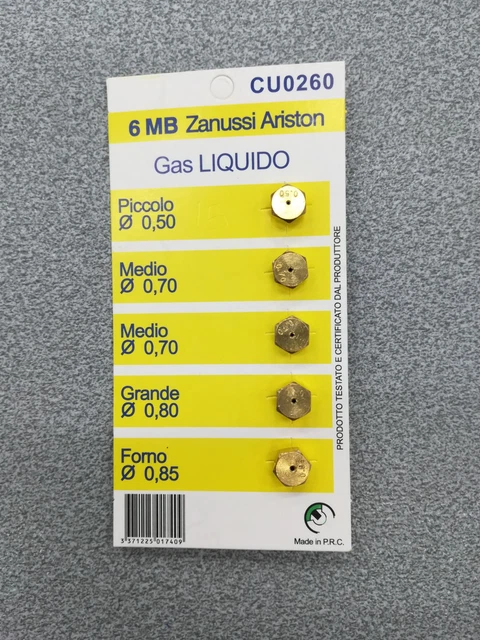 CU0260
6 MB Zanussi Ariston
Gas LIQUIDO
Piccolo
Ø 0,50
Medio
Ø 0,70
Medio
Ø 0,70
Grande
Ø 0,80
Forno
Ø 0,85
PRODOTTO TESTATO E CERTIFICATO DAL PRODUTTORE
3 371225 017409
Made in P.R.C.